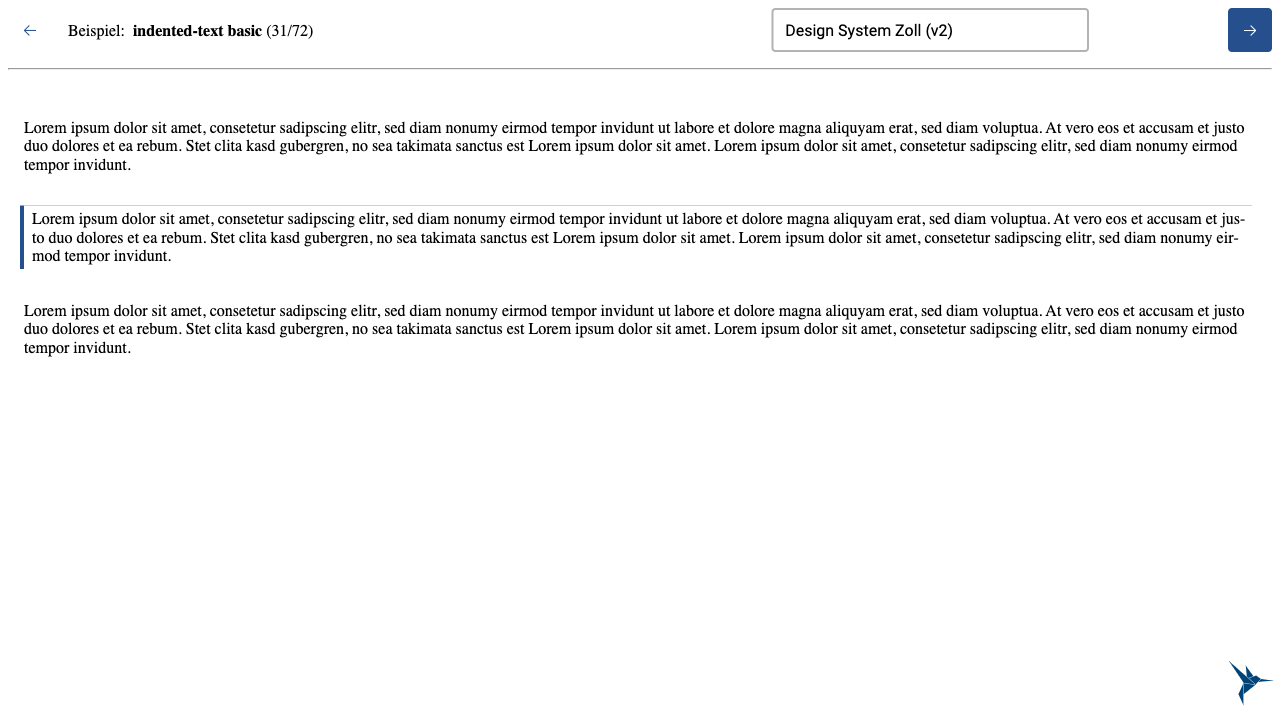 Beispiel: indented-text basic (31/72)
Design System Zoll (v2)
Lorem ipsum dolor sit amet, consetetur sadipscing elitr, sed diam nonumy eirmod tempor invidunt ut labore et dolore magna aliquyam erat, sed diam voluptua. At vero eos et accusam et justo
duo dolores et ea rebum. Stet clita kasd gubergren, no sea takimata sanctus est Lorem ipsum dolor sit amet. Lorem ipsum dolor sit amet, consetetur sadipscing elitr, sed diam nonumy eirmod
tempor invidunt.
Lorem ipsum dolor sit amet, consetetur sadipscing elitr, sed diam nonumy eirmod tempor invidunt ut labore et dolore magna aliquyam erat, sed diam voluptua. At vero eos et accusam et jus-
to duo dolores et ea rebum. Stet clita kasd gubergren, no sea takimata sanctus est Lorem ipsum dolor sit amet. Lorem ipsum dolor sit amet, consetetur sadipscing elitr, sed diam nonumy eir-
mod tempor invidunt.
Lorem ipsum dolor sit amet, consetetur sadipscing elitr, sed diam nonumy eirmod tempor invidunt ut labore et dolore magna aliquyam erat, sed diam voluptua. At vero eos et accusam et justo
duo dolores et ea rebum. Stet clita kasd gubergren, no sea takimata sanctus est Lorem ipsum dolor sit amet. Lorem ipsum dolor sit amet, consetetur sadipscing elitr, sed diam nonumy eirmod
tempor invidunt.